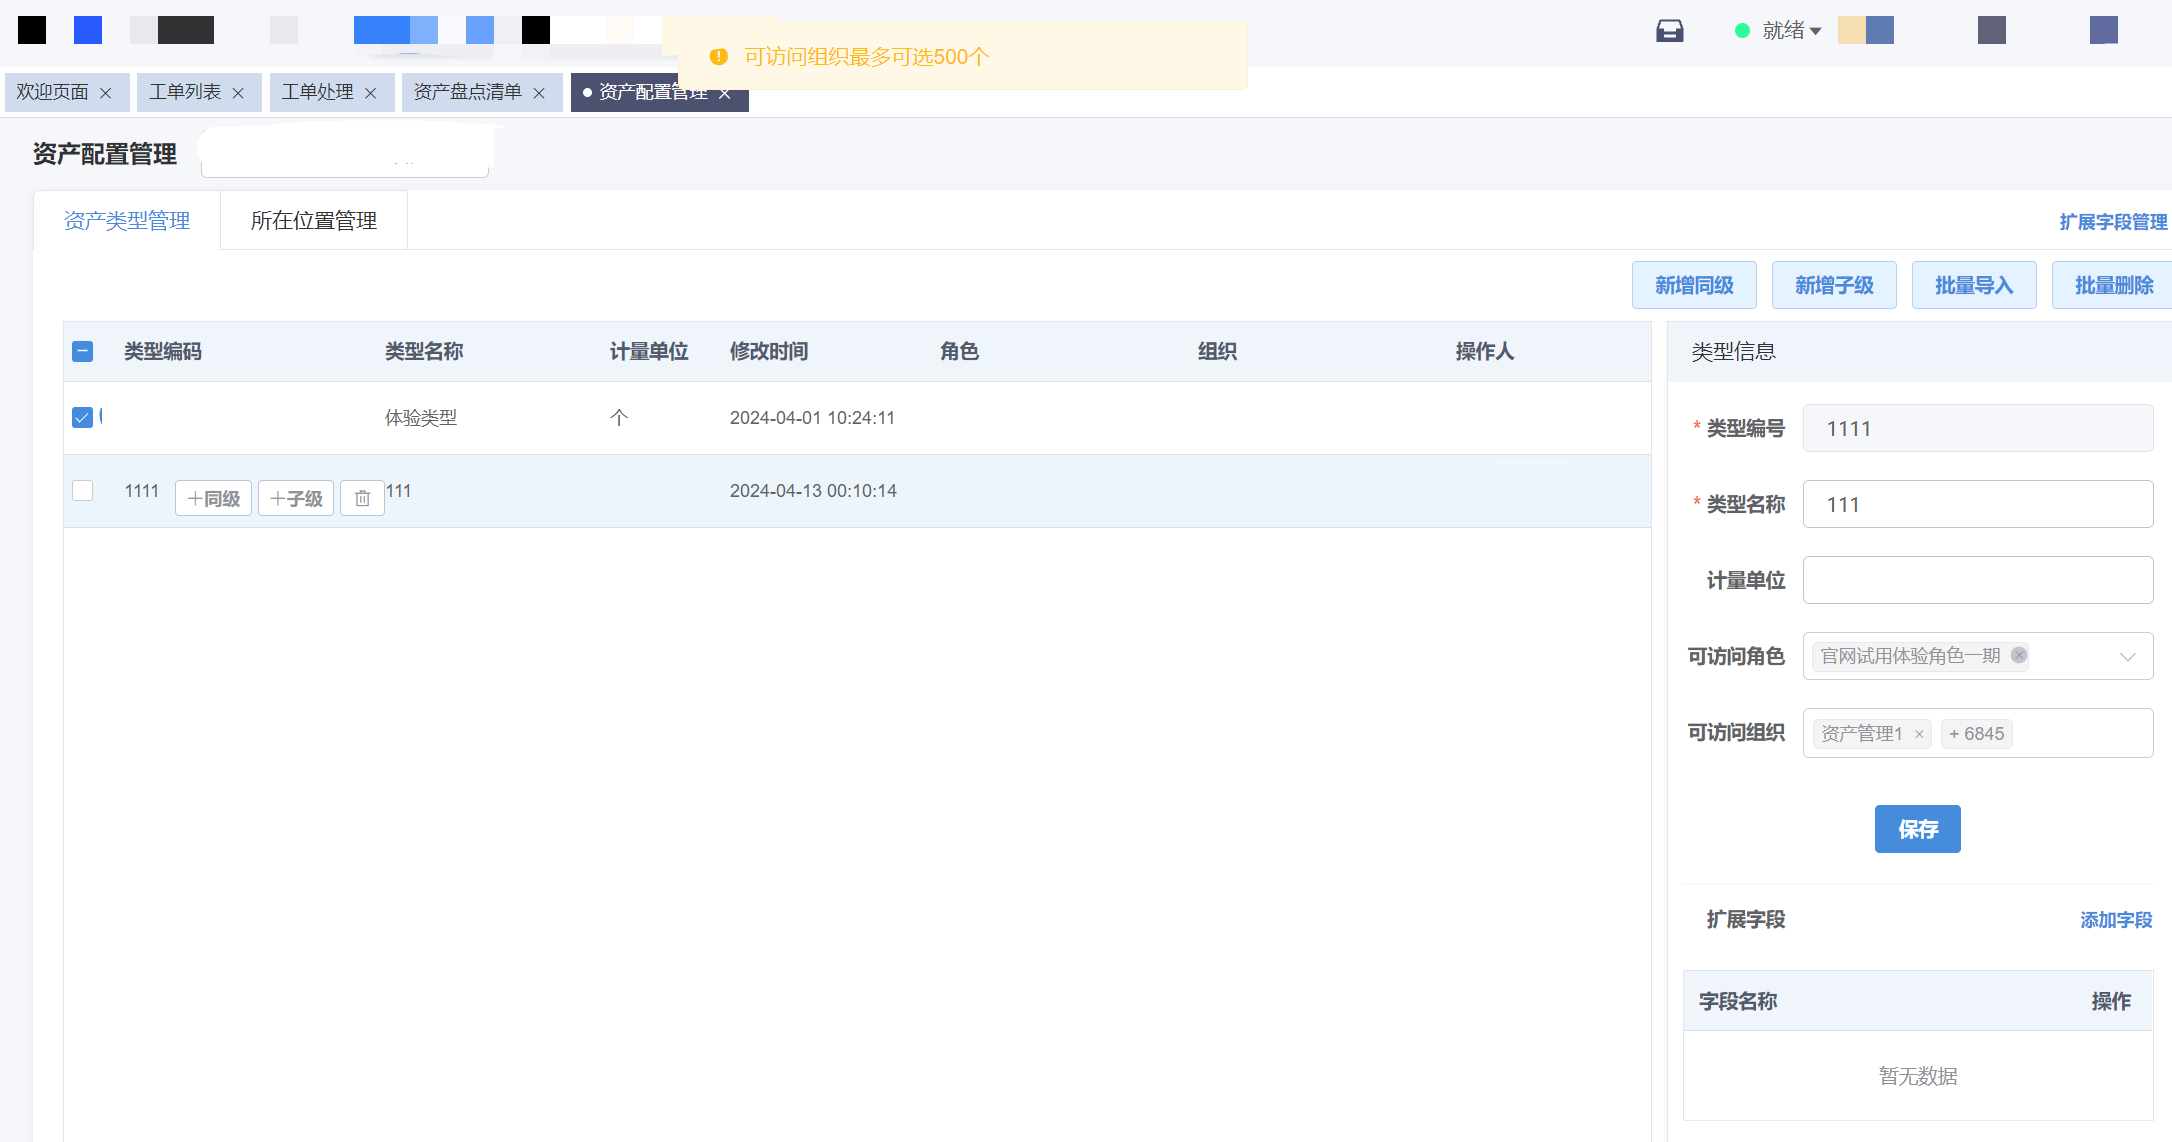 就绪
可访问组织最多可选500个
欢迎页面
工单列表
工单处理
资产盘点清单
资产配置管理
资产配置管理
资产类型管理
所在位置管理
扩展字段管理
新增同级
新增子级
批量导入
批量删除
类型编码 类型名称 计量单位 修改时间 角色 组织 操作人
体验类型 个 2024-04-01 10:24:11
1111 +同级 +子级 111 2024-04-13 00:10:14
类型信息
* 类型编号 1111
* 类型名称 111
计量单位
可访问角色 官网试用体验角色一期
可访问组织 资产管理1 + 6845
保存
扩展字段 添加字段
字段名称 操作
暂无数据